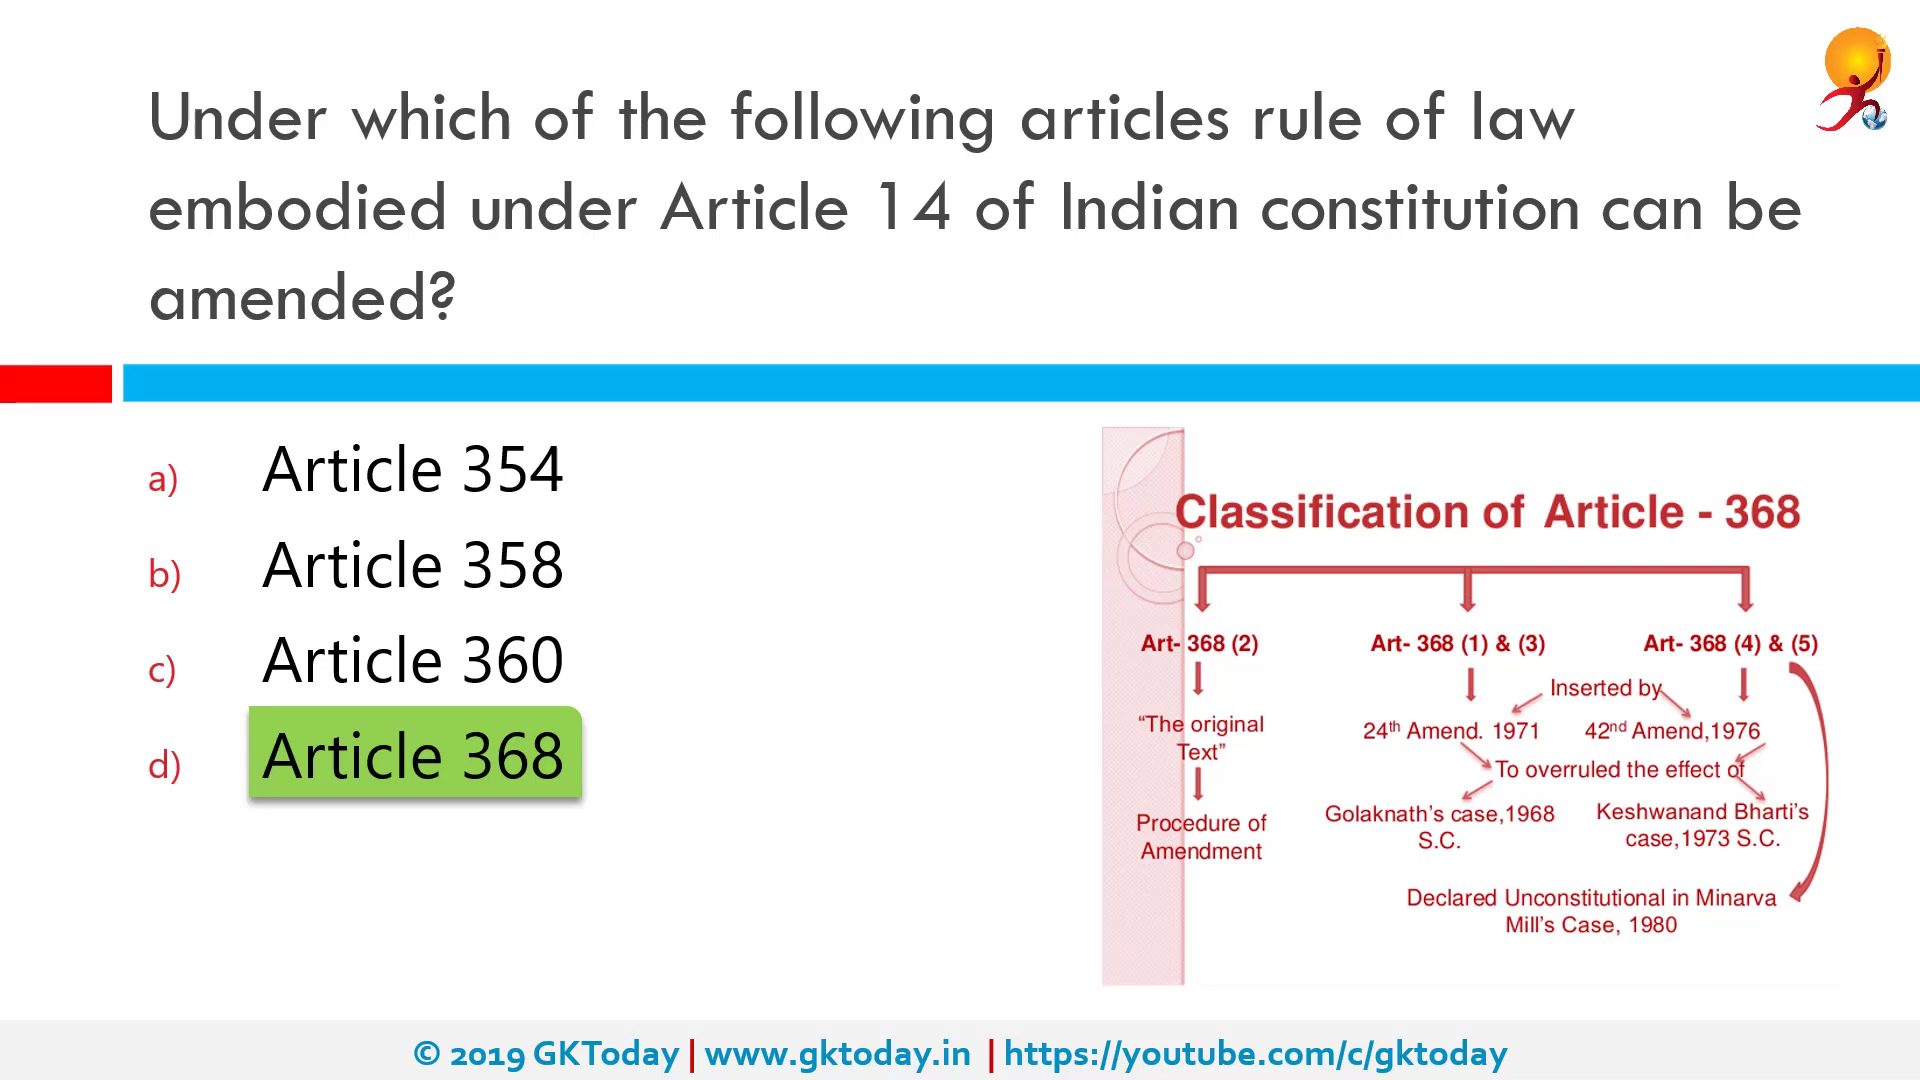 Under which of the following articles rule of law
embodied under Article 14 of Indian constitution can be
amended?
a) Article 354
b) Article 358
c) Article 360
d) Article 368
Classification of Article - 368
Art- 368 (2)
Art- 368 (1) & (3)
Art- 368 (4) & (5)
Inserted by
“The original
Text”
24th Amend. 1971
42nd Amend,1976
To overruled the effect of
Procedure of
Amendment
Golaknath’s case,1968
S.C.
Keshwanand Bharti’s
case,1973 S.C.
Declared Unconstitutional in Minarva
Mill’s Case, 1980
© 2019 GKToday | www.gktoday.in | https://youtube.com/c/gktoday